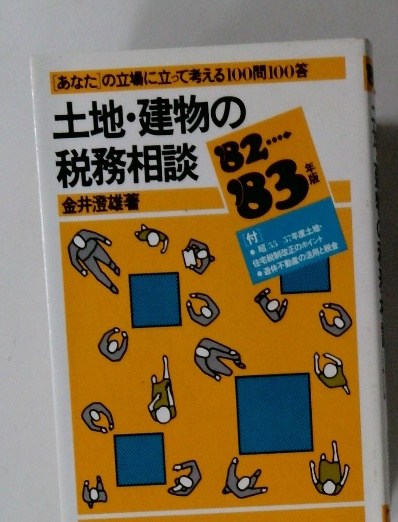 [あなた]の立場に立って考える100問100答
土地・建物の
税務相談
金井澄雄著
'82……
'83年版
[付]
●昭55 57年度土地・
住宅税制改正のポイント
●遊休不動産の活用と税金